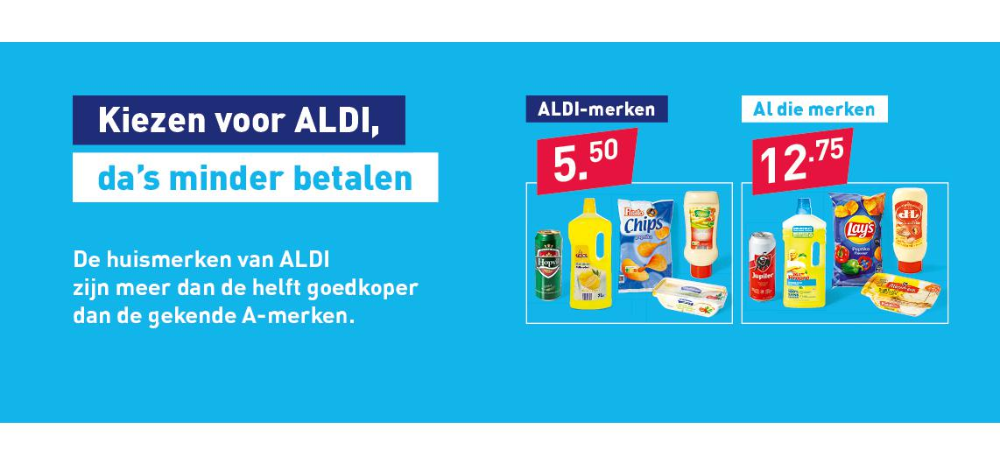 Kiezen voor ALDI,
da's minder betalen
De huismerken van ALDI
zijn meer dan de helft goedkoper
dan de gekende A-merken.
ALDI-merken
5.50
Chips
paprika
Al die merken
12.75
Jupiler
Lay's
Paprika
Flavour
d&L